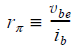 r_π ≡ v_be / i_b